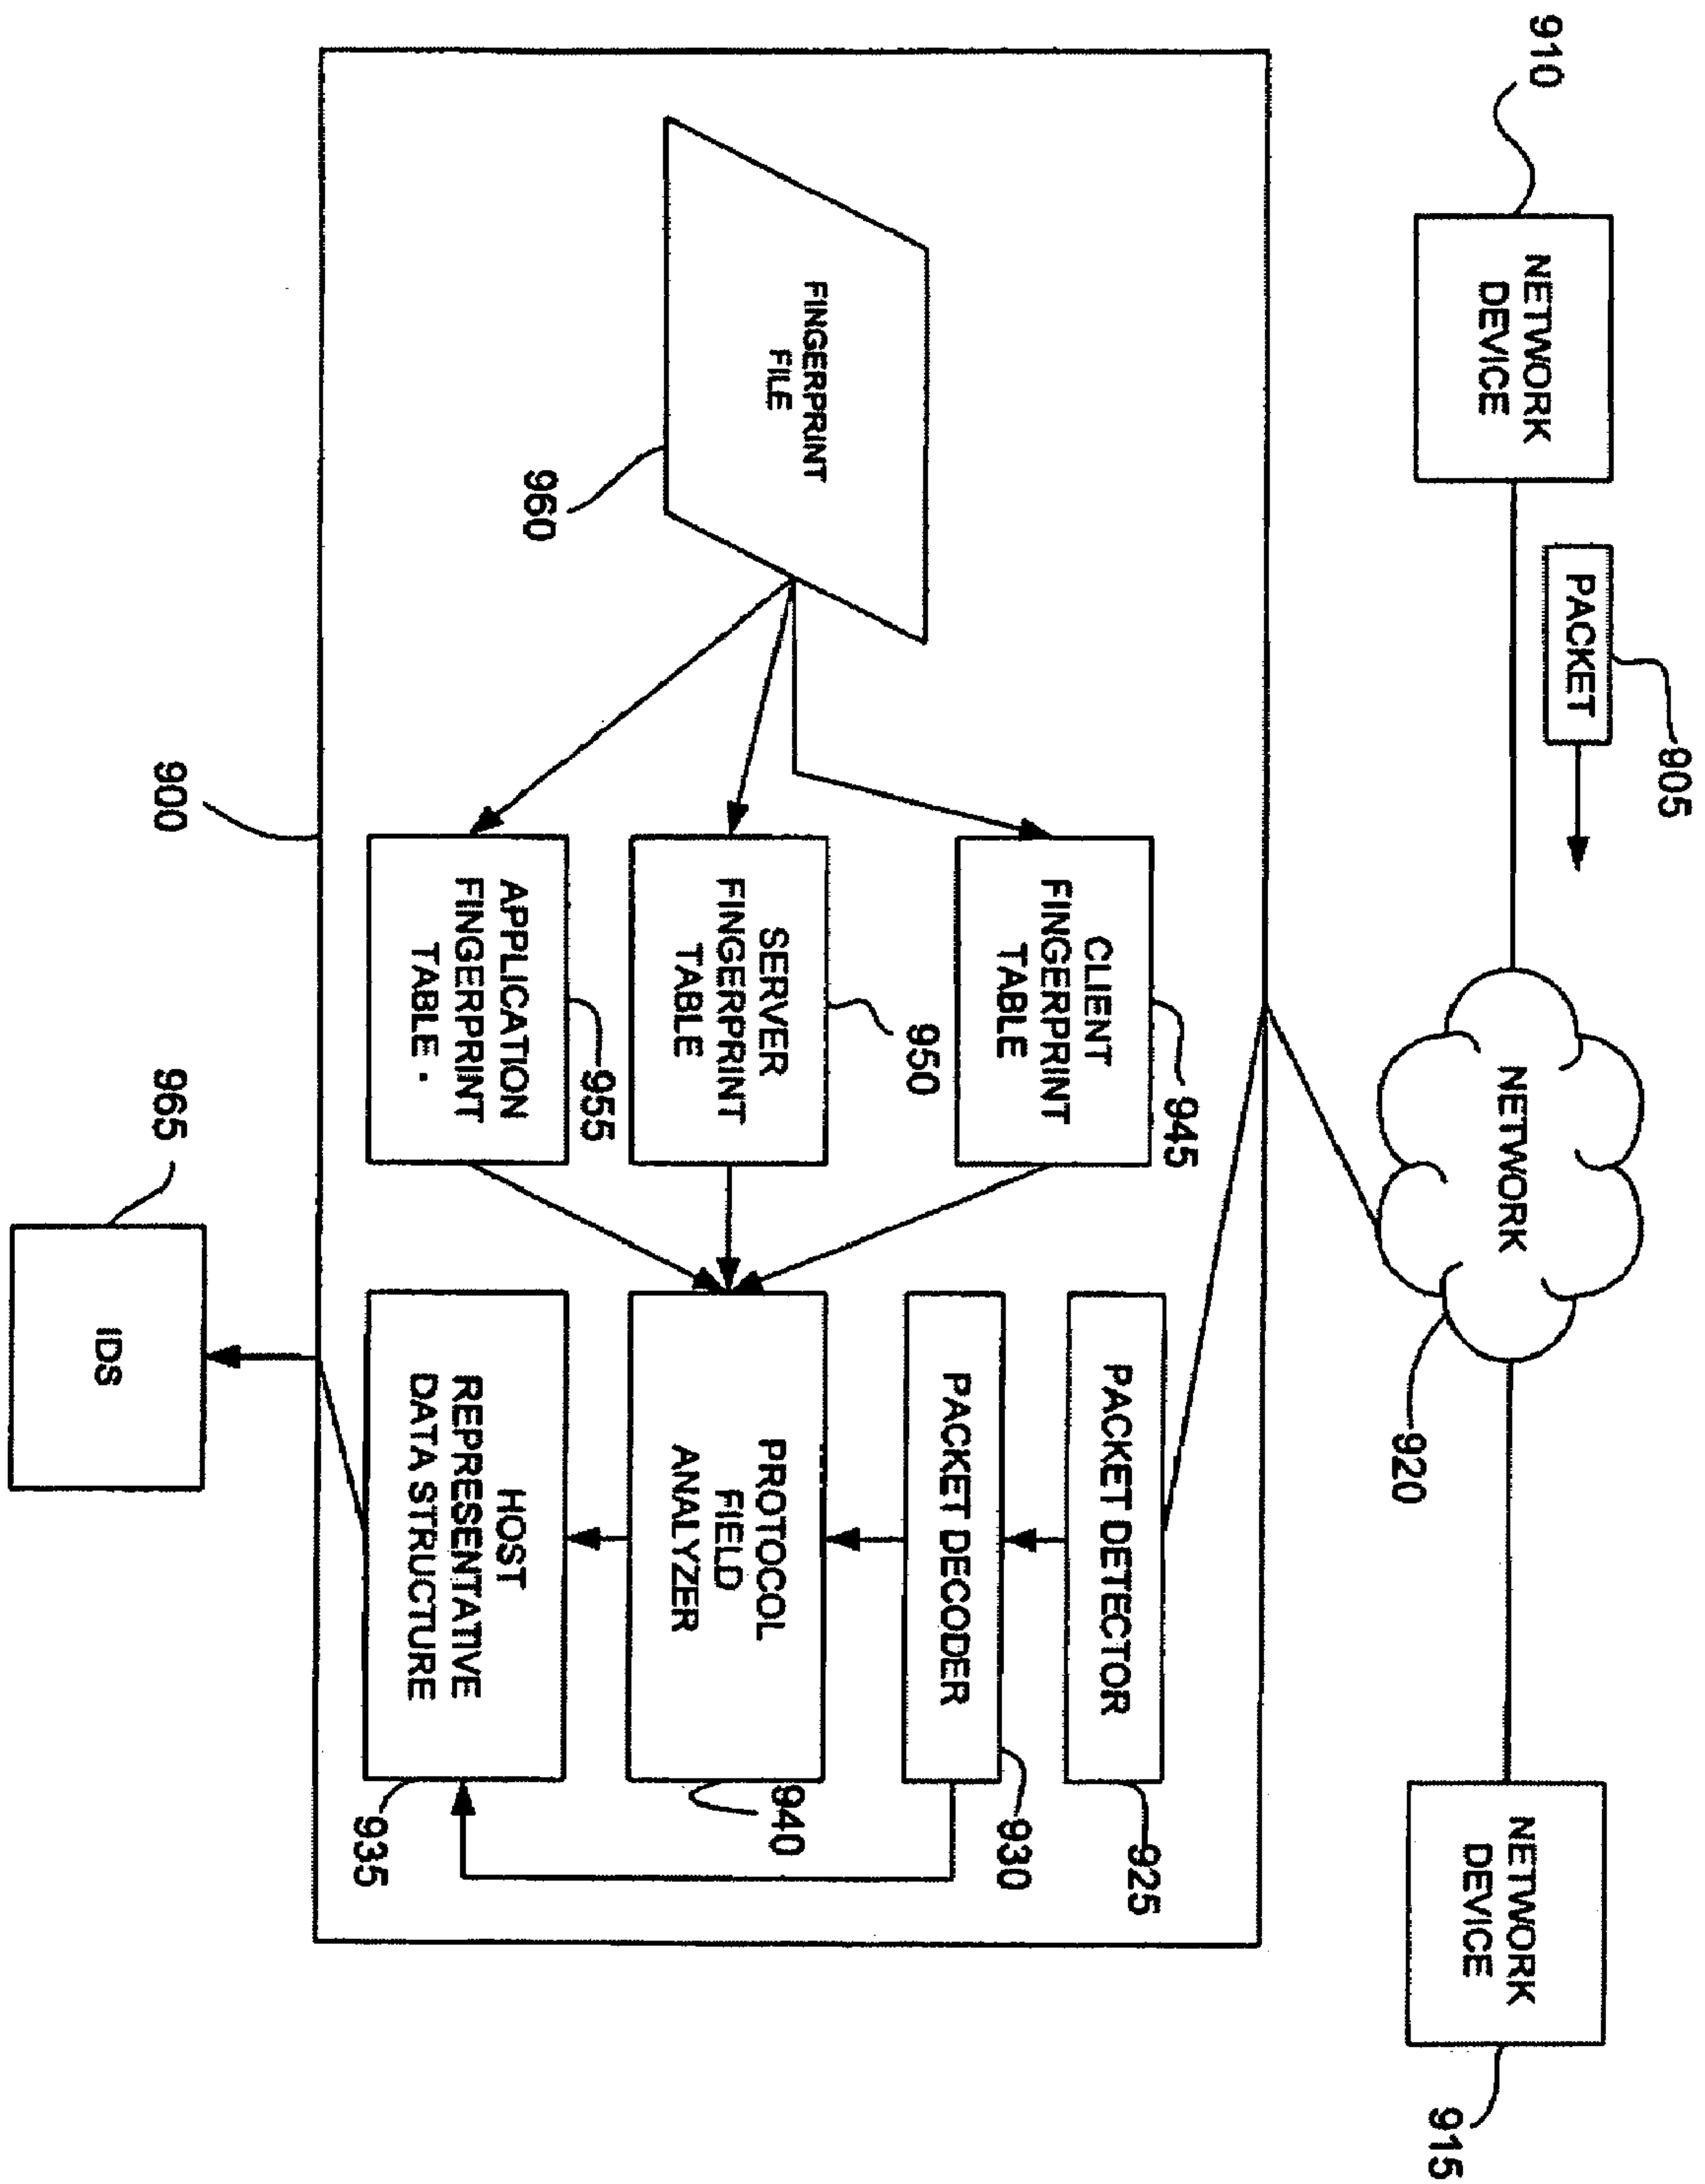 910
NETWORK
DEVICE
PACKET
905
NETWORK
920
NETWORK
DEVICE
915
FINGERPRINT
FILE
960
CLIENT
FINGERPRINT
TABLE
945
SERVER
FINGERPRINT
TABLE
950
APPLICATION
FINGERPRINT
TABLE
955
PACKET DETECTOR
925
PACKET DECODER
930
PROTOCOL
FIELD
ANALYZER
940
HOST
REPRESENTATIVE
DATA STRUCTURE
935
900
965
IDS